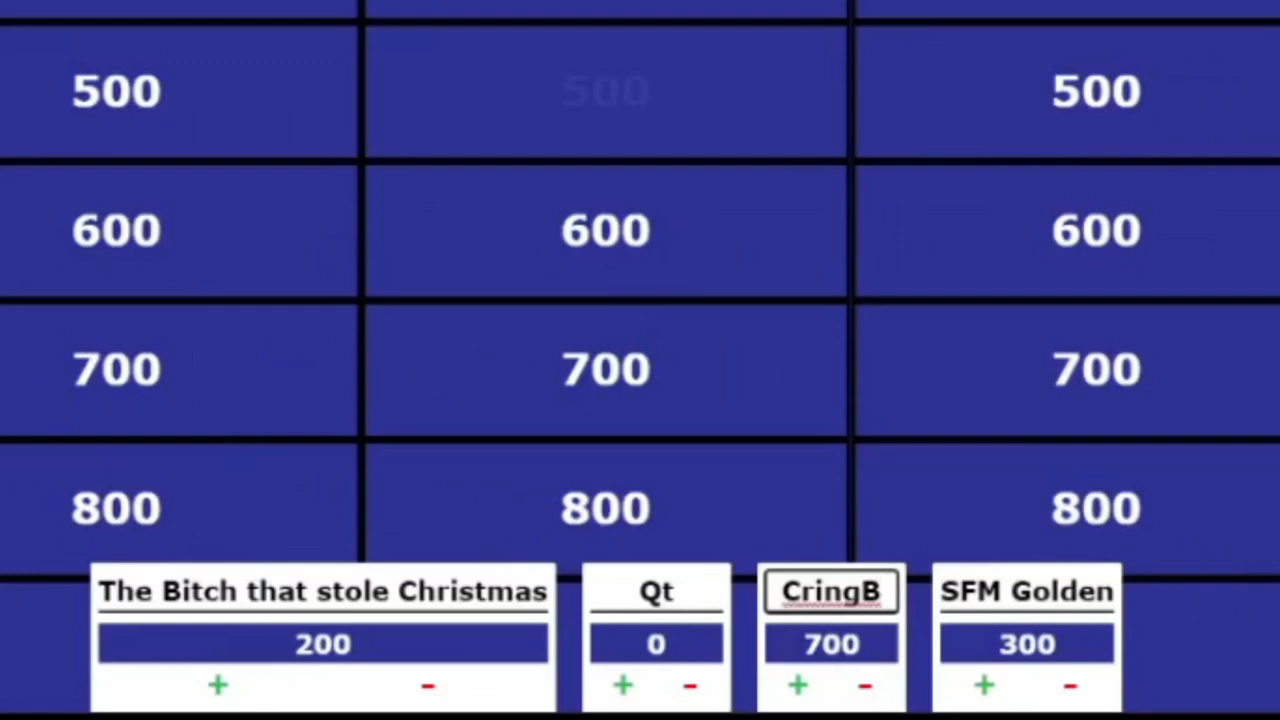 500 500 500
600 600 600
700 700 700
800 800 800
The Bitch that stole Christmas Qt CringB SFM Golden
200 0 700 300
+ - + - + - + -